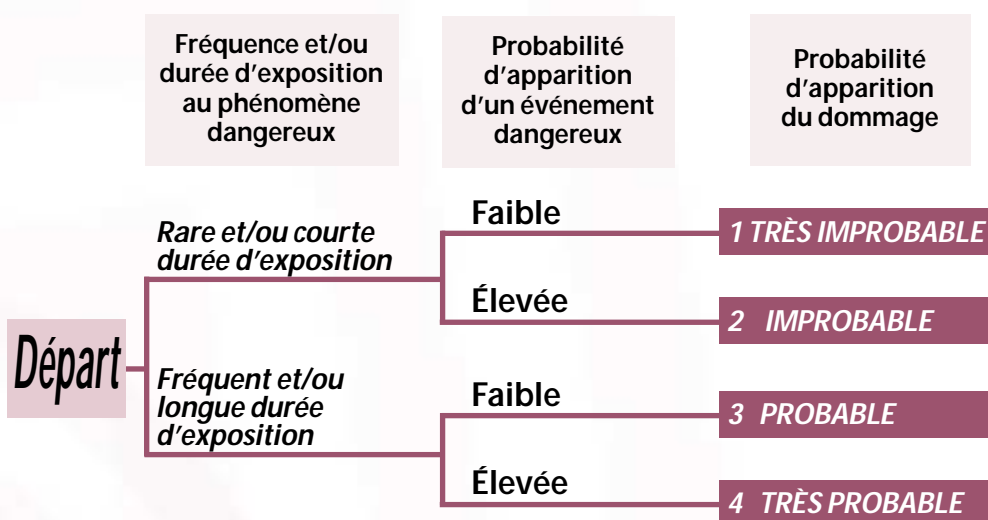 Fréquence et/ou
durée d'exposition
au phénomène
dangereux
Probabilité
d'apparition
d'un événement
dangereux
Probabilité
d'apparition
du dommage
Départ
Rare et/ou courte
durée d'exposition
Faible
1 TRÈS IMPROBABLE
Élevée
2 IMPROBABLE
Fréquent et/ou
longue durée
d'exposition
Faible
3 PROBABLE
Élevée
4 TRÈS PROBABLE